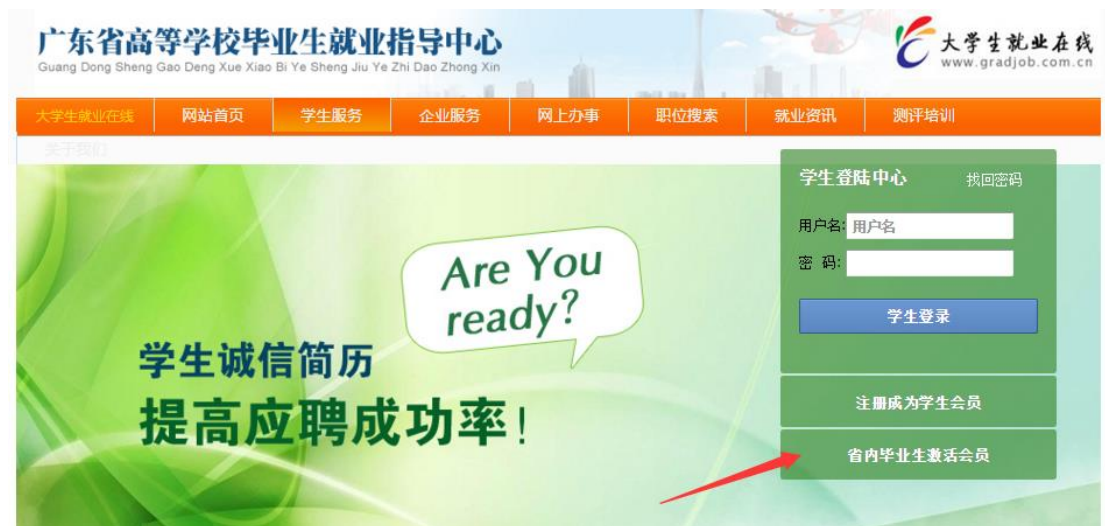 广东省高等学校毕业生就业指导中心
Guang Dong Sheng Gao Deng Xue Xiao Bi Ye Sheng Jiu Ye Zhi Dao Zhong Xin
大学生就业在线
www.gradjob.com.cn
大学生就业在线 网站首页 学生服务 企业服务 网上办事 职位搜索 就业资讯 测评培训
关于我们
学生登陆中心 找回密码
用户名: 用户名
密 码:
学生登录
注册成为学生会员
省内毕业生激活会员
Are You
ready?
学生诚信简历
提高应聘成功率!